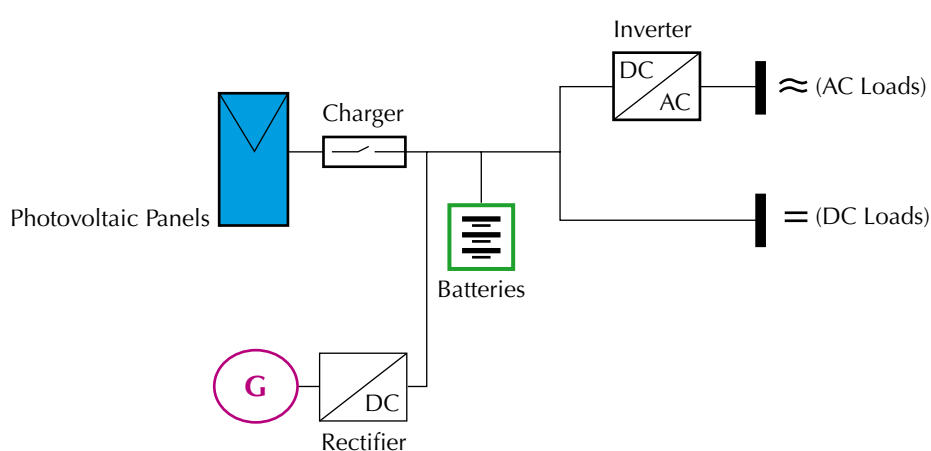 Inverter
DC
AC
≈ (AC Loads)
Charger
Photovoltaic Panels
= (DC Loads)
Batteries
G
DC
Rectifier